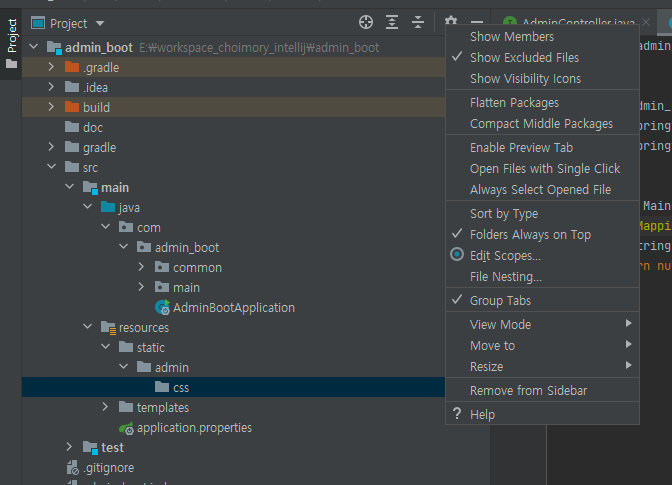 Project
Project
AdminController.java
admin_boot E:₩workspace_choimory_intellij₩admin_boot
.gradle
.idea
build
doc
gradle
src
main
java
com
admin_boot
common
main
AdminBootApplication
resources
static
admin
css
templates
application.properties
test
.gitignore
Show Members
Show Excluded Files
Show Visibility Icons
Flatten Packages
Compact Middle Packages
Enable Preview Tab
Open Files with Single Click
Always Select Opened File
Sort by Type
Folders Always on Top
Edit Scopes...
File Nesting...
Group Tabs
View Mode
Move to
Resize
Remove from Sidebar
? Help
admin
dmin_
pring
pring
Main
Mappi
tring
rn nu